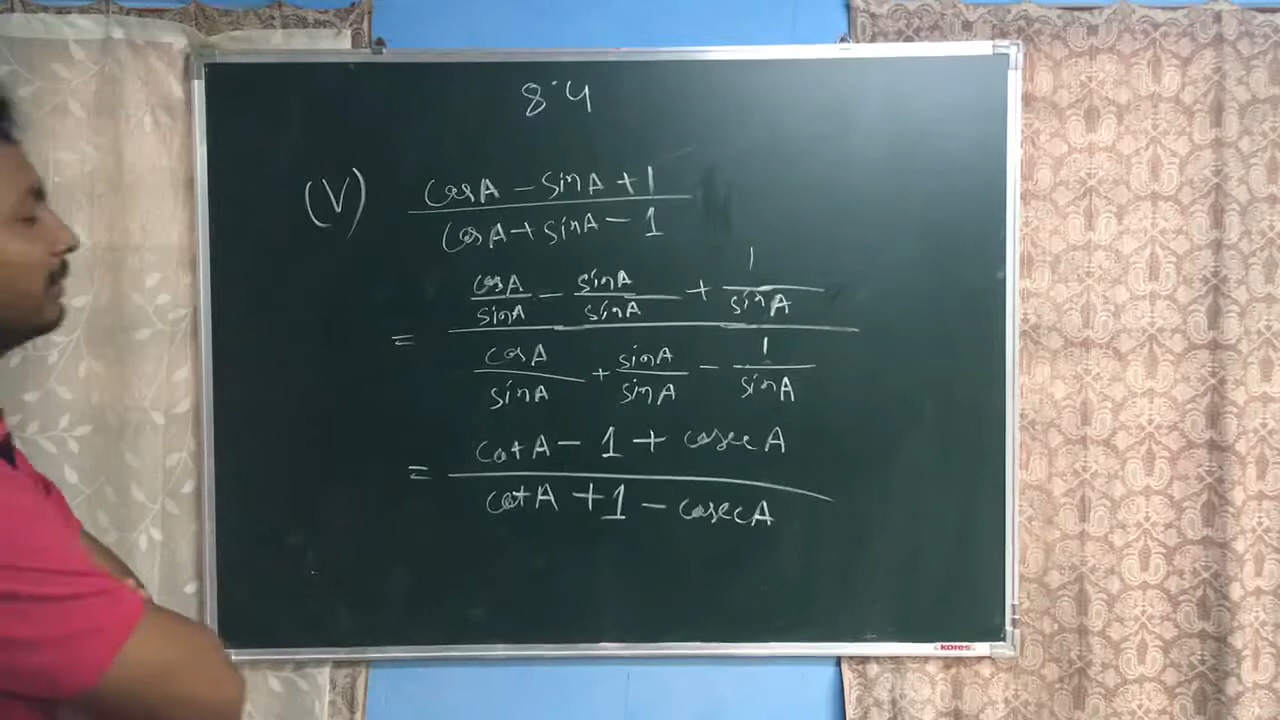 8.4
(V) cosA - sinA + 1
cosA + sinA - 1
cosA/sinA - sinA/sinA + 1/sinA
=
cosA/sinA + sinA/sinA - 1/sinA
cotA - 1 + cosecA
=
cotA + 1 - cosecA
kores